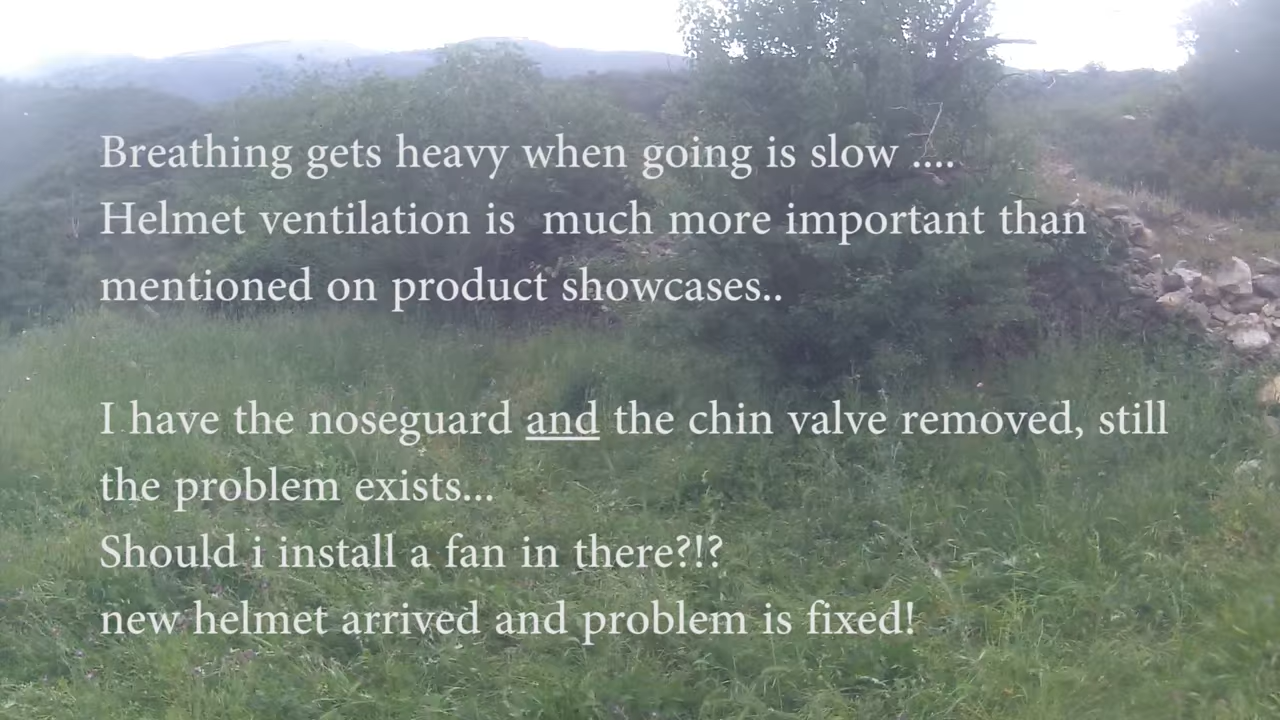 Breathing gets heavy when going is slow ....
Helmet ventilation is  much more important than
mentioned on product showcases..
I have the noseguard and the chin valve removed, still
the problem exists...
Should i install a fan in there?!?
new helmet arrived and problem is fixed!